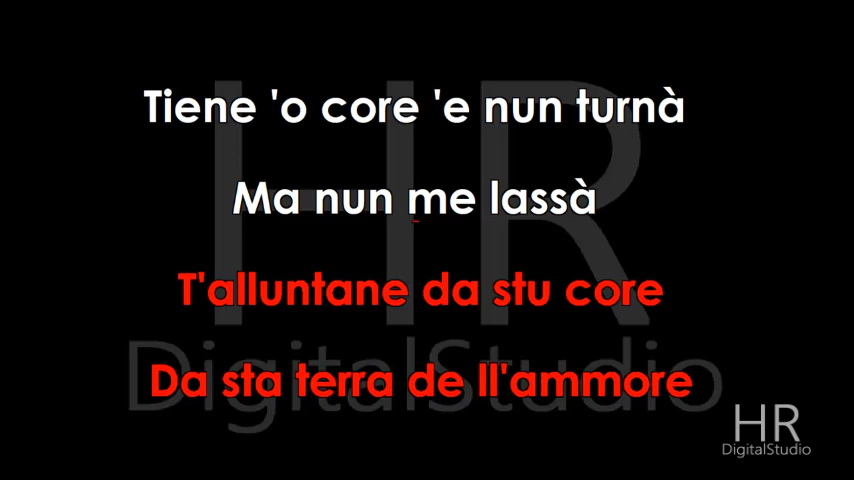 Tiene 'o core 'e nun turnà
Ma nun me lassà
T'alluntane da stu core
Da sta terra de ll'ammore
HR
DigitalStudio
HR
DigitalStudio